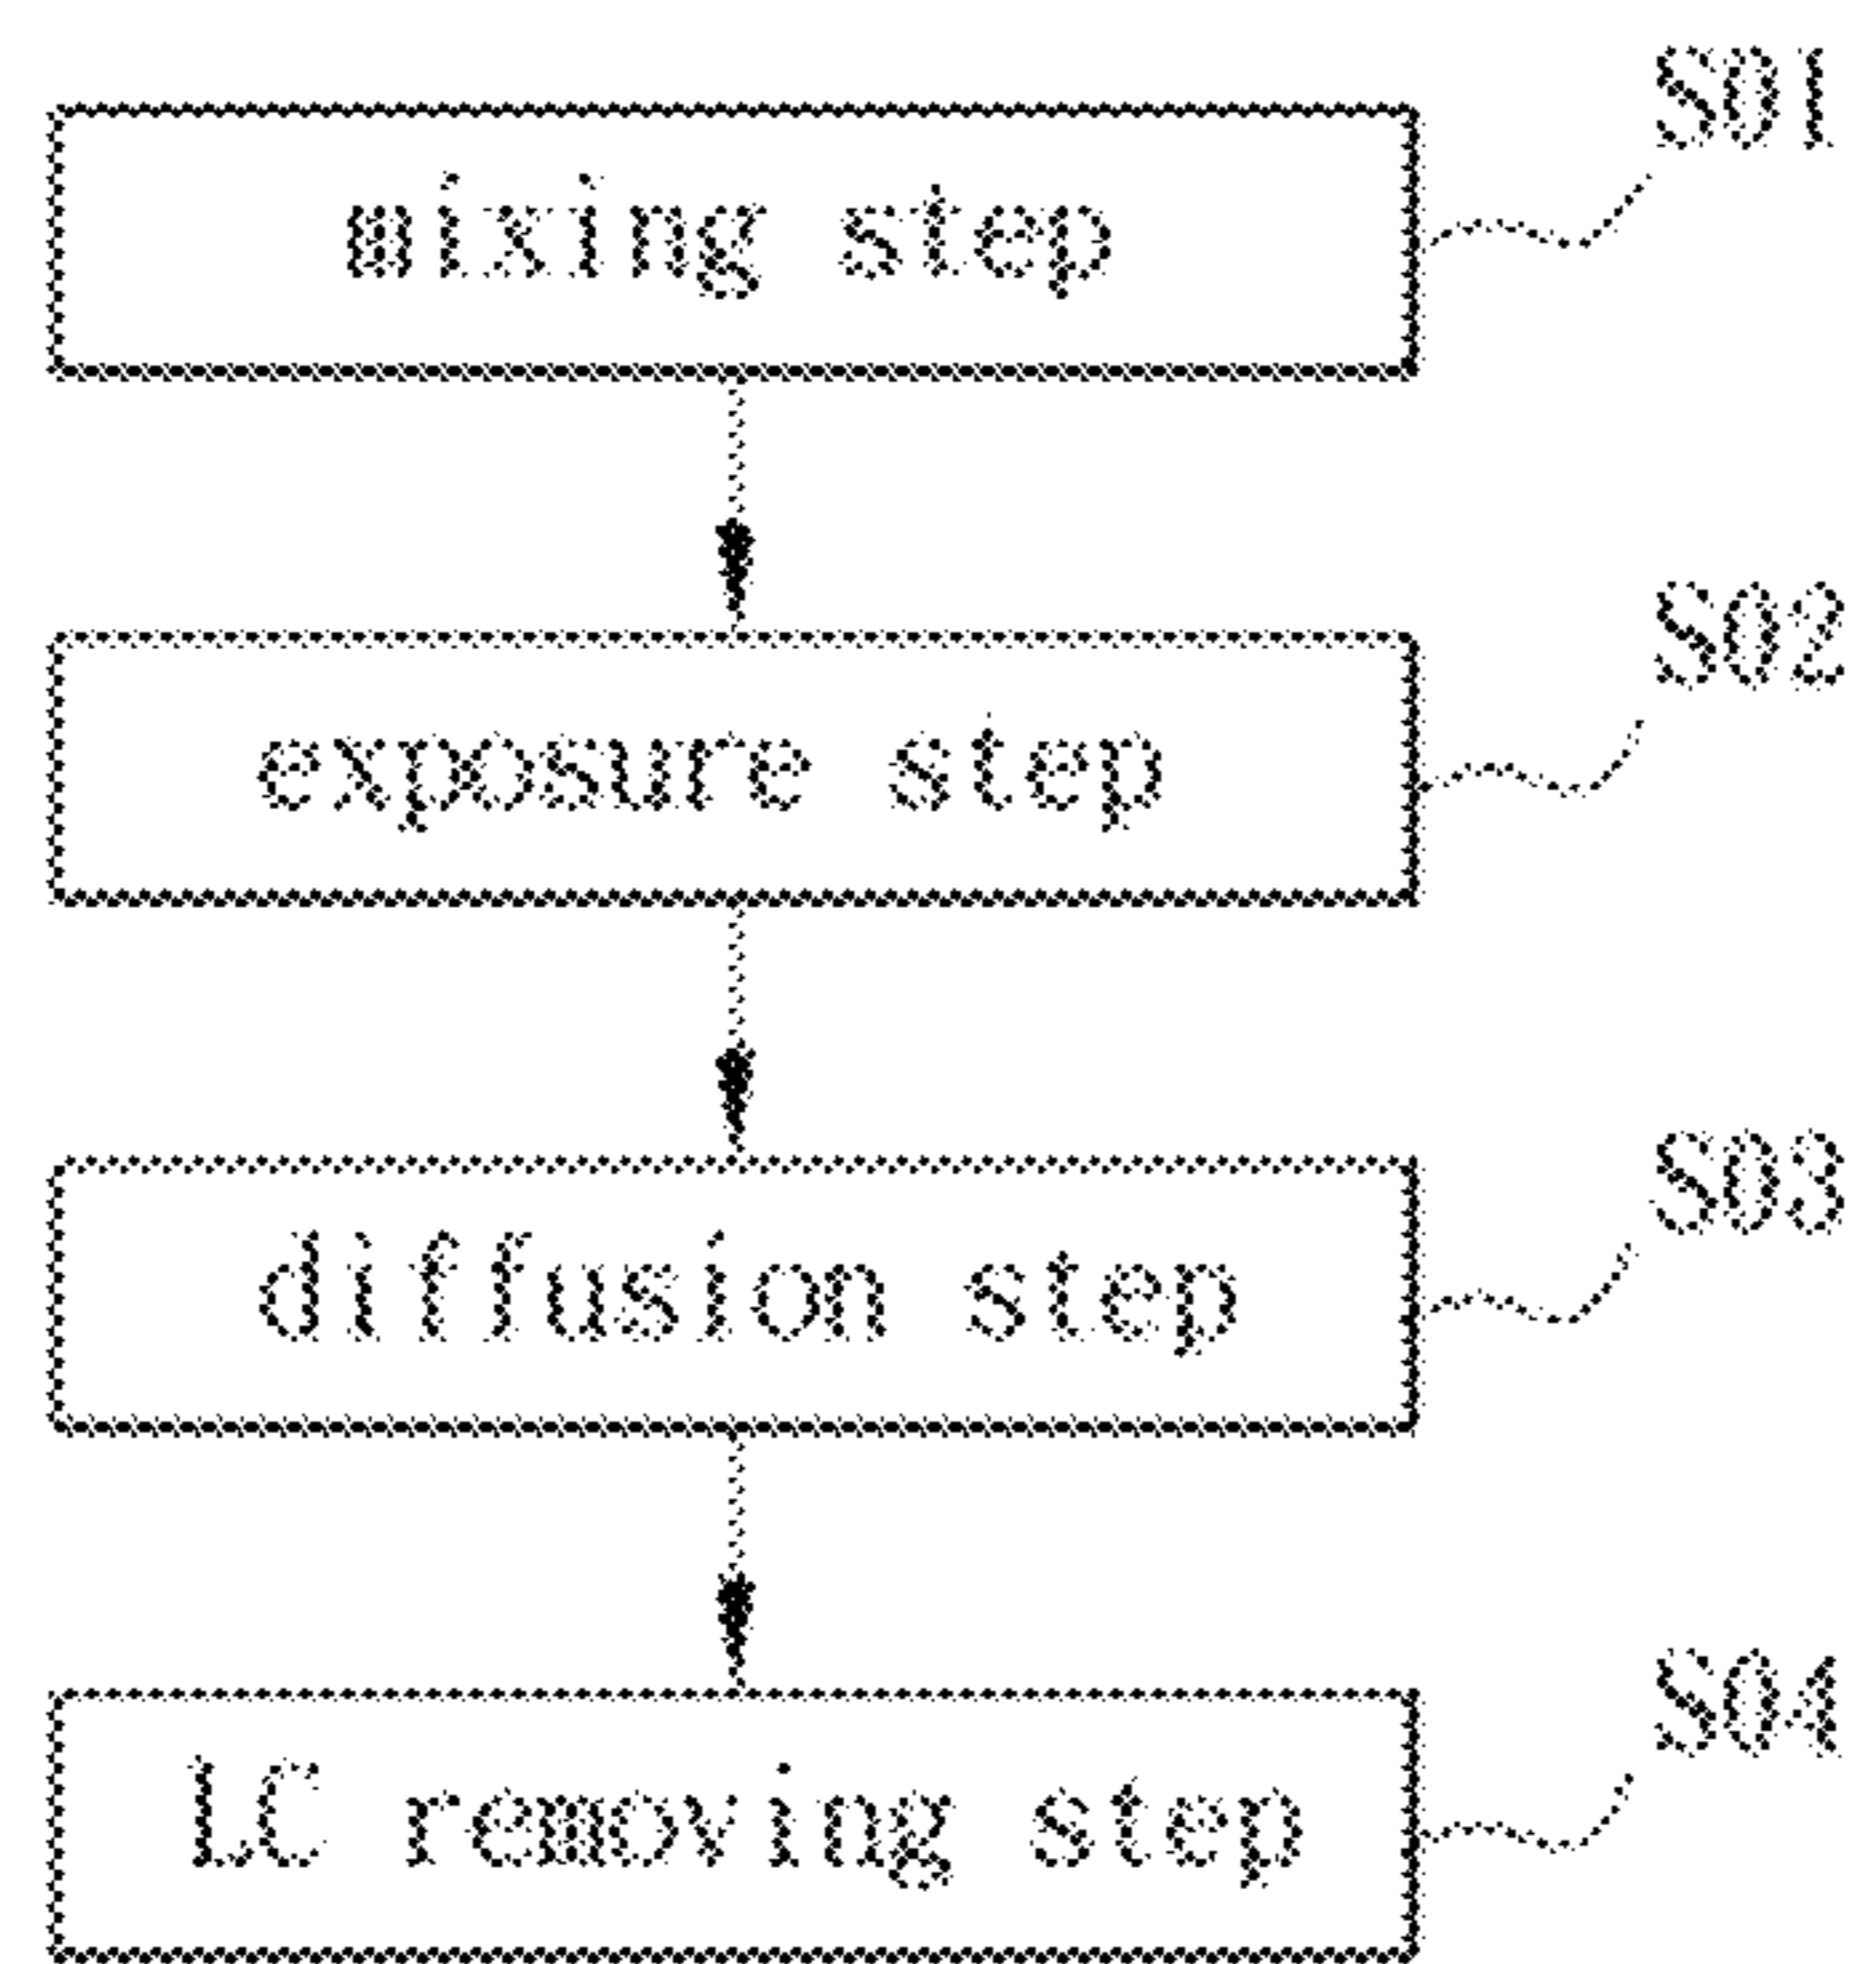 S01
mixing step
S02
exposure step
S03
diffusion step
S04
LC removing step